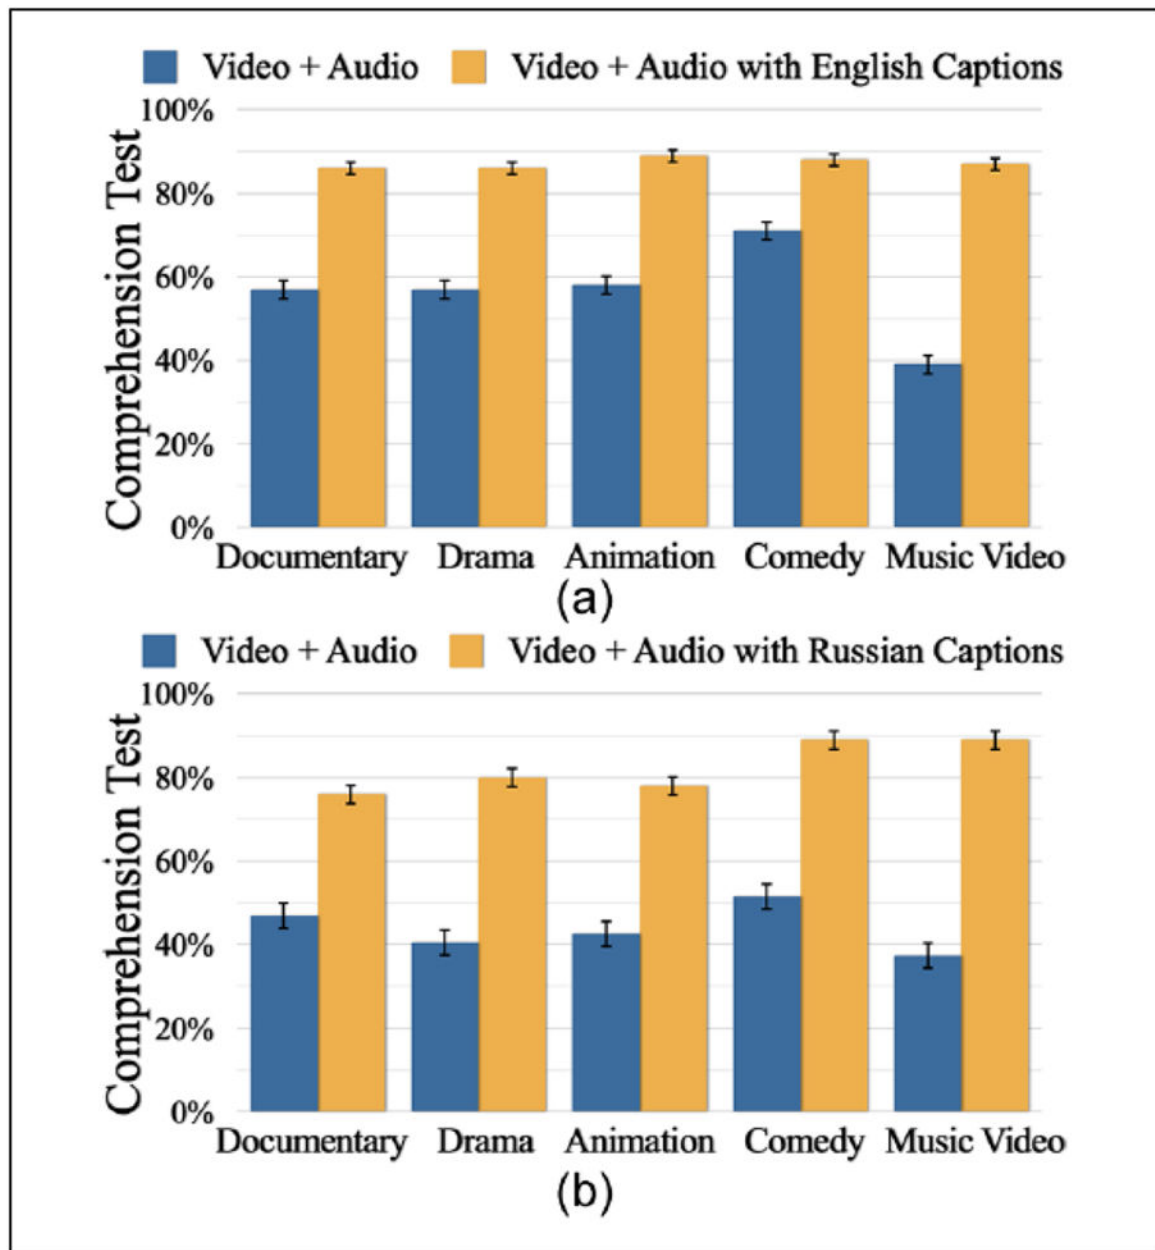 Video + Audio Video + Audio with English Captions
Comprehension Test
100%
80%
60%
40%
20%
0%
Documentary Drama Animation Comedy Music Video
(a)
Video + Audio Video + Audio with Russian Captions
Comprehension Test
100%
80%
60%
40%
20%
0%
Documentary Drama Animation Comedy Music Video
(b)